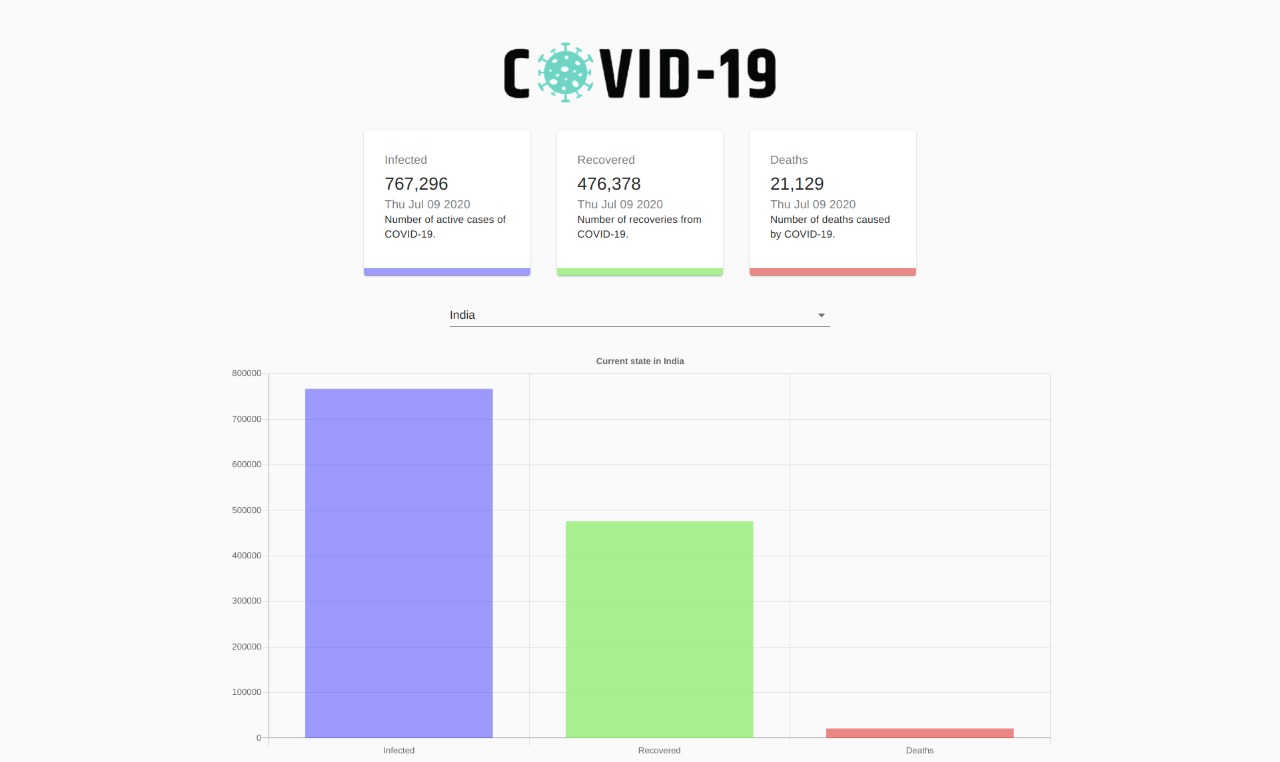 COVID-19
Infected
767,296
Thu Jul 09 2020
Number of active cases of
COVID-19.
Recovered
476,378
Thu Jul 09 2020
Number of recoveries from
COVID-19.
Deaths
21,129
Thu Jul 09 2020
Number of deaths caused
by COVID-19.
India
Current state in India
800000
700000
600000
500000
400000
300000
200000
100000
0
Infected
Recovered
Deaths